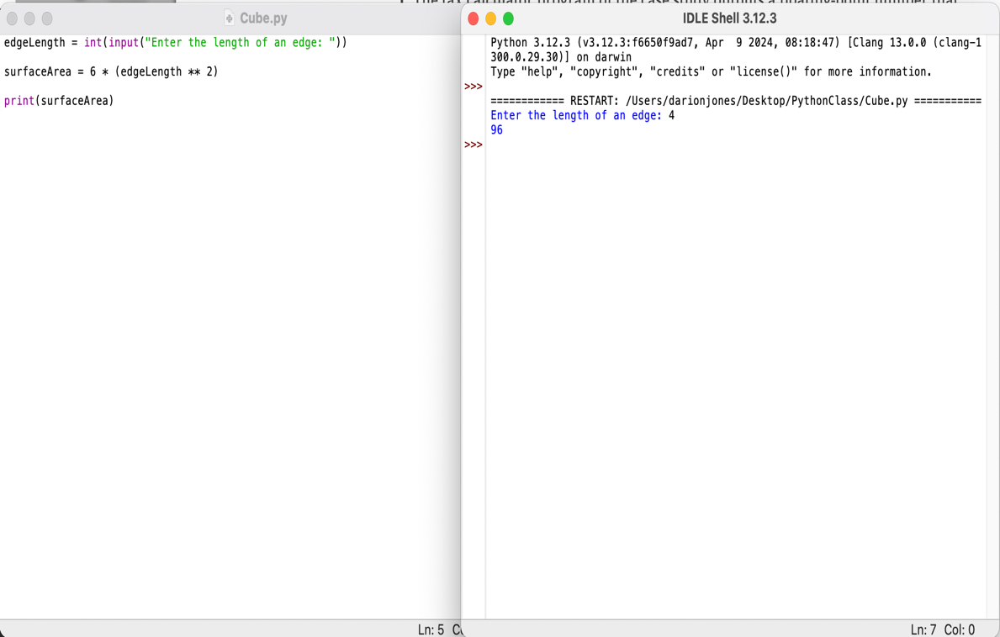 Cube.py
edgeLength = int(input("Enter the length of an edge: "))
surfaceArea = 6 * (edgeLength ** 2)
print(surfaceArea)
Ln: 5
IDLE Shell 3.12.3
Python 3.12.3 (v3.12.3:f6650f9ad7, Apr  9 2024, 08:18:47) [Clang 13.0.0 (clang-1
300.0.29.30)] on darwin
Type "help", "copyright", "credits" or "license()" for more information.
>>>
============ RESTART: /Users/darionjones/Desktop/PythonClass/Cube.py ===========
Enter the length of an edge: 4
96
>>>
Ln: 7 Col: 0